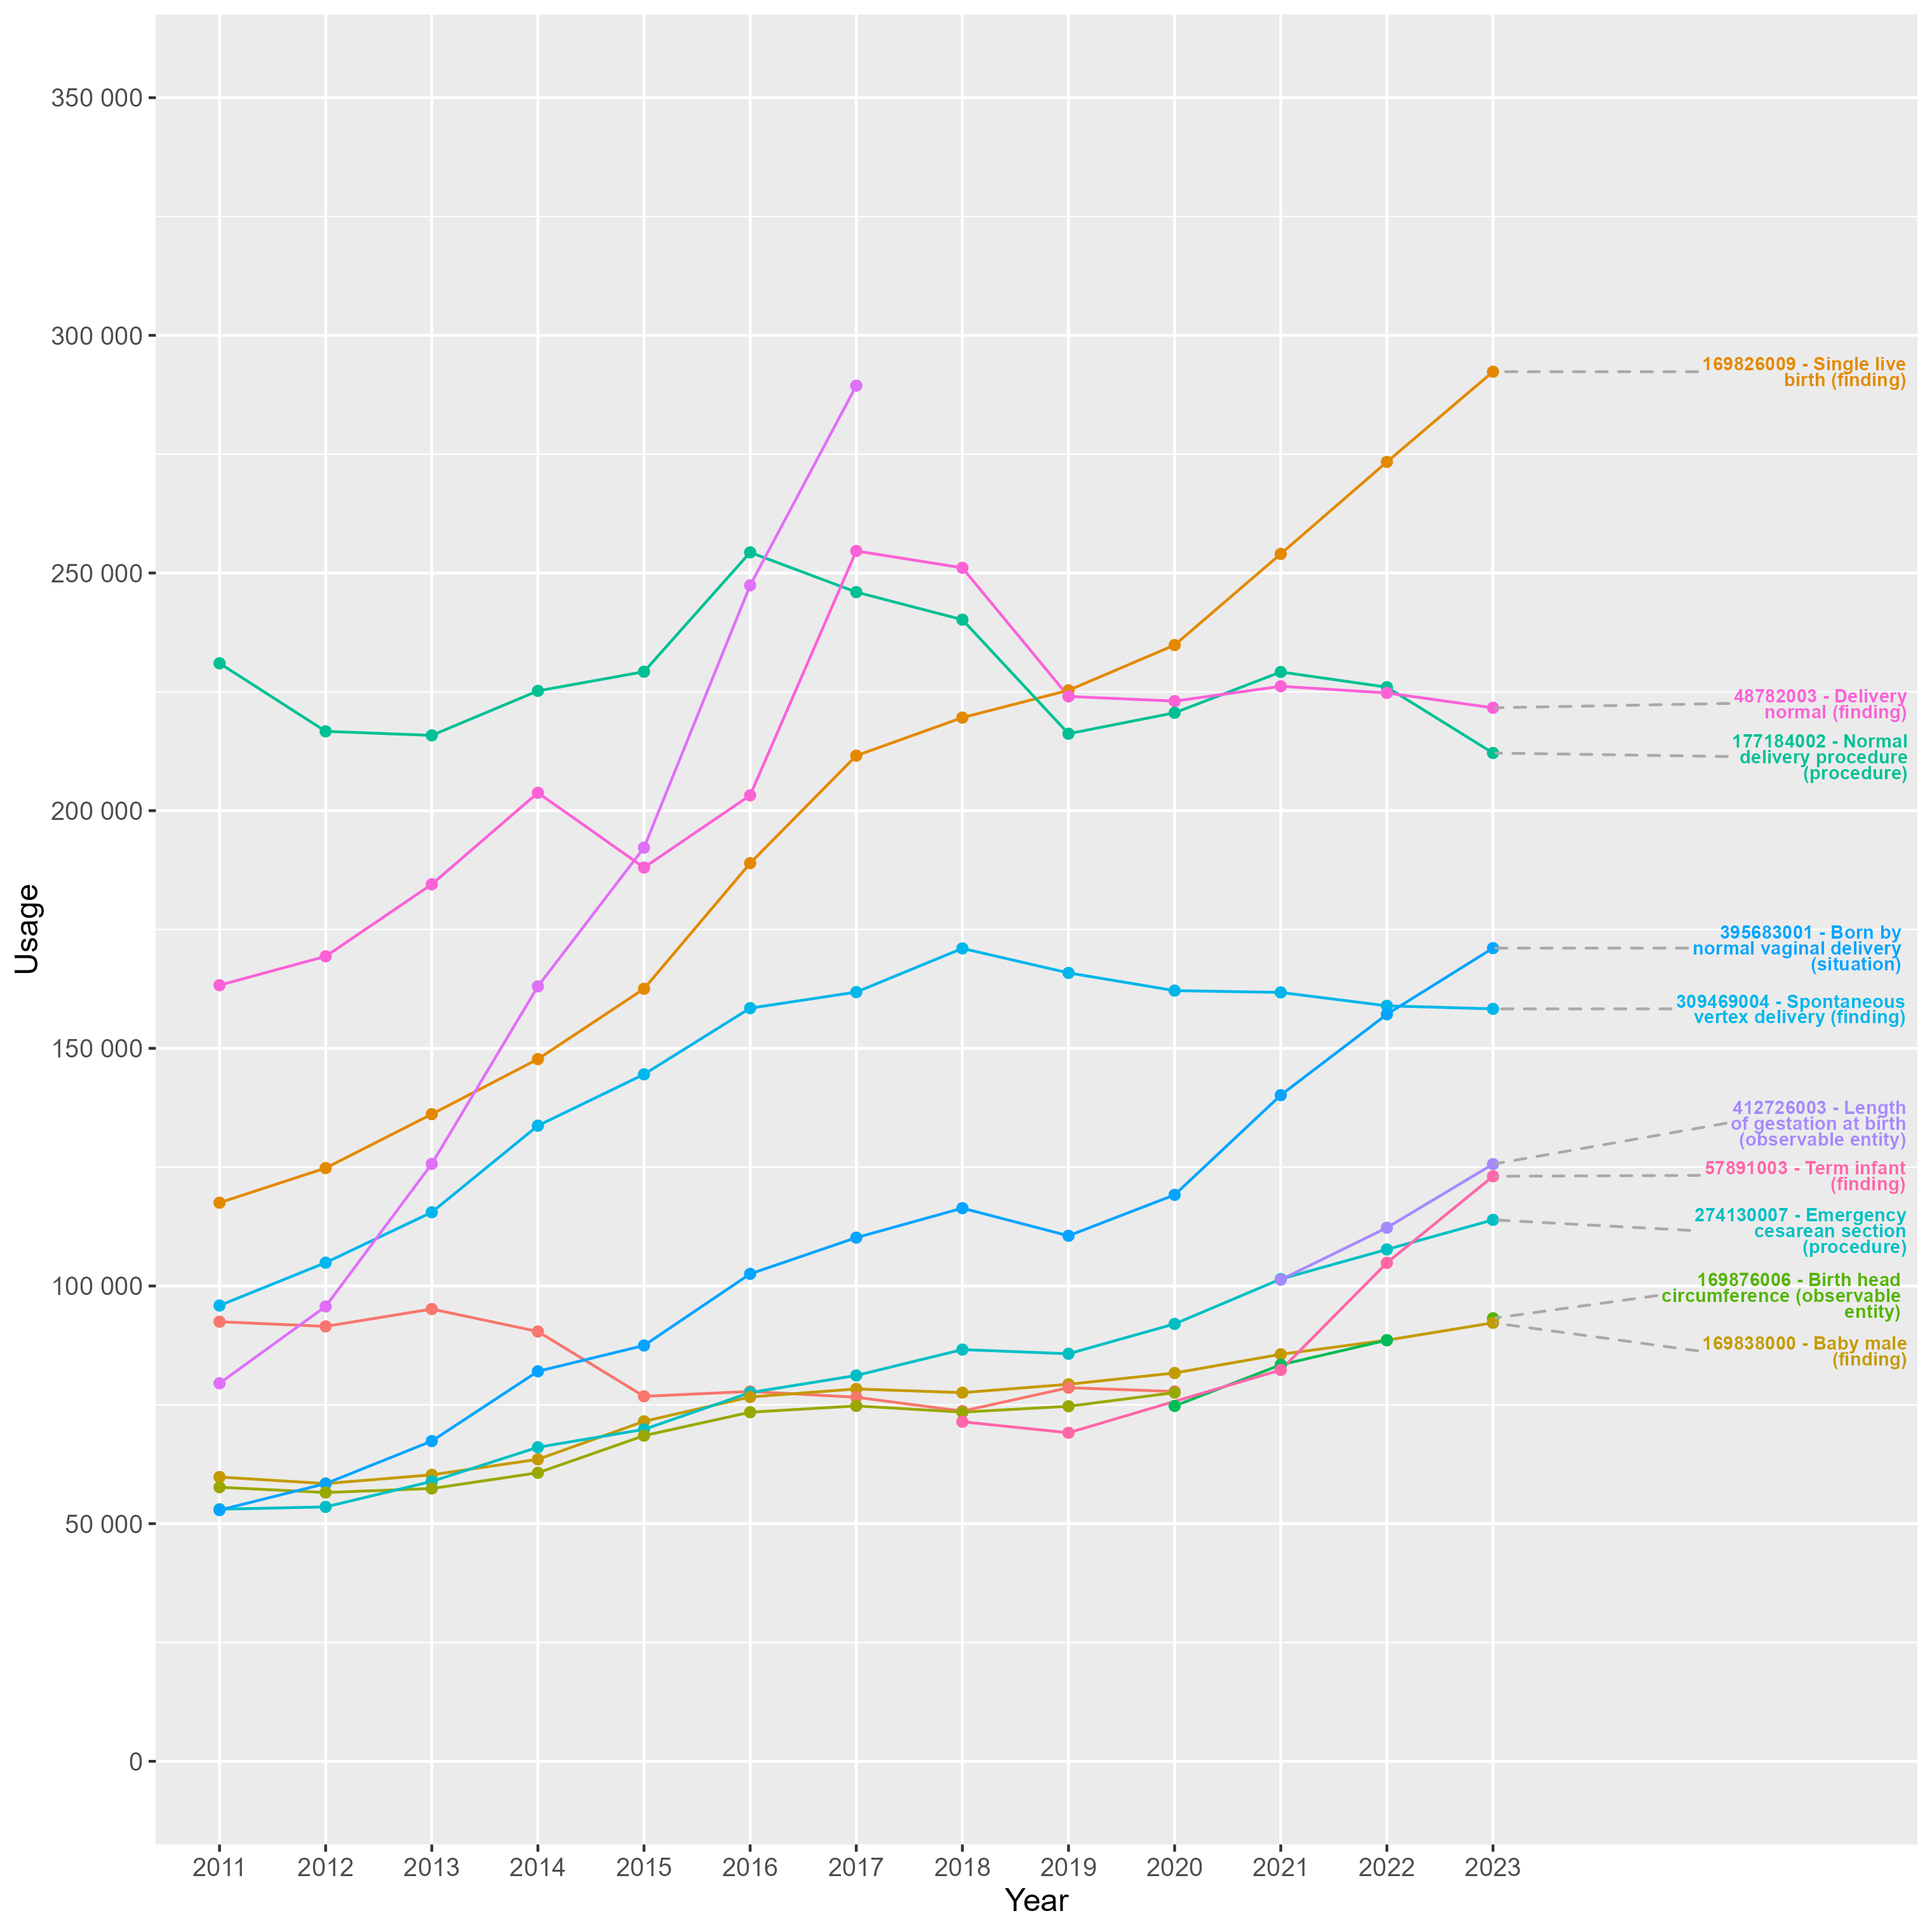 350 000
300 000
250 000
200 000
150 000
100 000
50 000
0
Usage
169826009 - Single live
birth (finding)
48782003 - Delivery
normal (finding)
177184002 - Normal
delivery procedure
(procedure)
395683001 - Born by
normal vaginal delivery
(situation)
309469004 - Spontaneous
vertex delivery (finding)
412726003 - Length
of gestation at birth
(observable entity)
57891003 - Term infant
(finding)
274130007 - Emergency
cesarean section
(procedure)
169876006 - Birth head
circumference (observable
entity)
169838000 - Baby male
(finding)
2011 2012 2013 2014 2015 2016 2017 2018 2019 2020 2021 2022 2023
Year